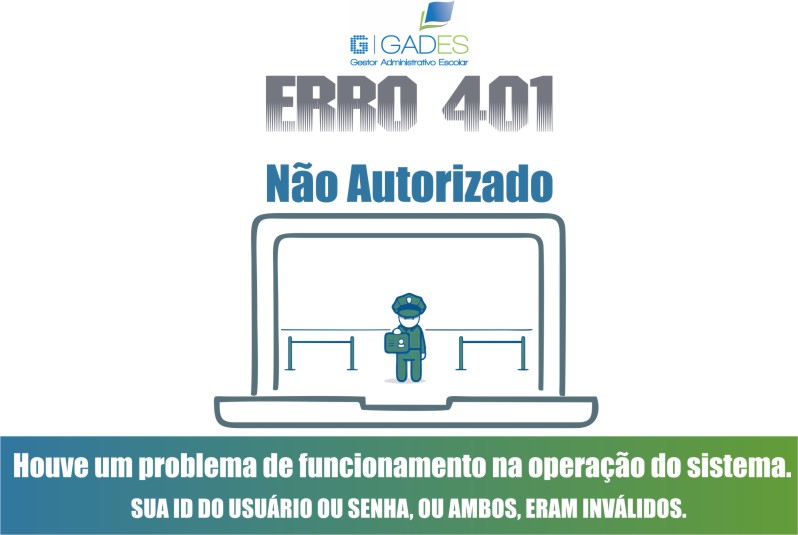 G | GADES
Gestor Administrativo Escolar
ERRO 401
Não Autorizado
Houve um problema de funcionamento na operação do sistema.
SUA ID DO USUÁRIO OU SENHA, OU AMBOS, ERAM INVÁLIDOS.